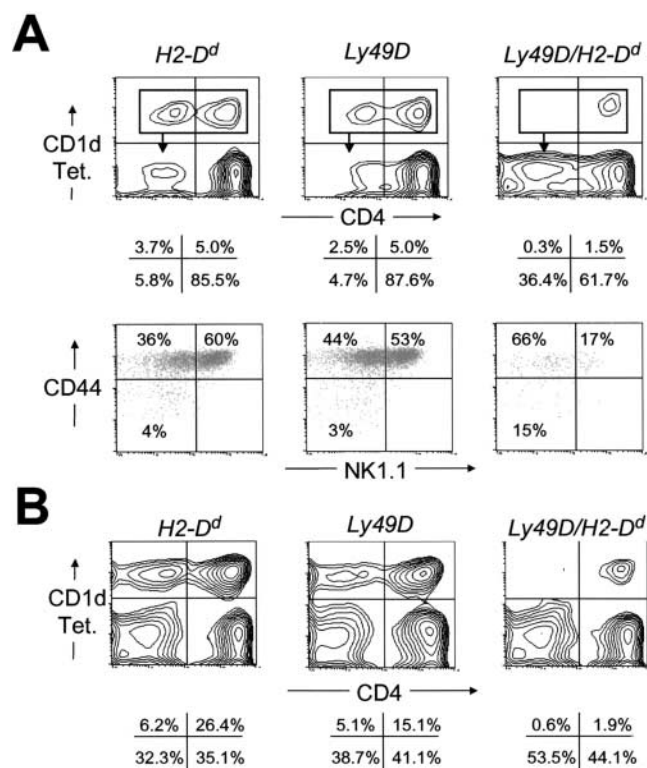 A
H2-Dd Ly49D Ly49D/H2-Dd
CD1d
Tet.
CD4
3.7% 5.0% 2.5% 5.0% 0.3% 1.5%
5.8% 85.5% 4.7% 87.6% 36.4% 61.7%
36% 60% 44% 53% 66% 17%
CD44
4% 3% 15%
NK1.1
B
H2-Dd Ly49D Ly49D/H2-Dd
CD1d
Tet.
CD4
6.2% 26.4% 5.1% 15.1% 0.6% 1.9%
32.3% 35.1% 38.7% 41.1% 53.5% 44.1%